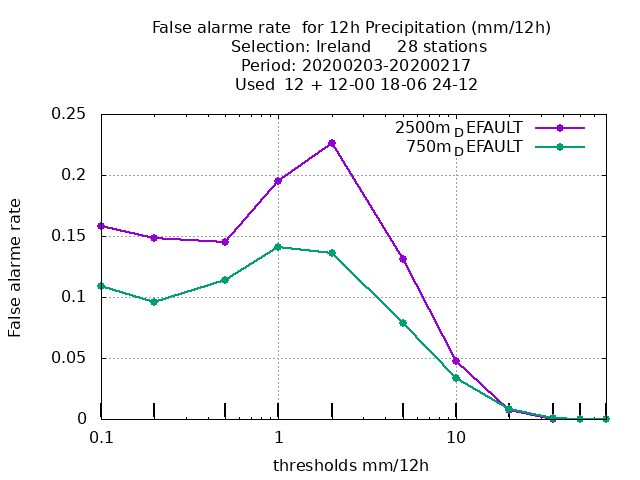 False alarme rate  for 12h Precipitation (mm/12h)
Selection: Ireland     28 stations
Period: 20200203-20200217
Used  12 + 12-00 18-06 24-12
2500m_DEFAULT
750m_DEFAULT
0.25
0.2
0.15
0.1
0.05
0
False alarme rate
0.1
1
10
thresholds mm/12h